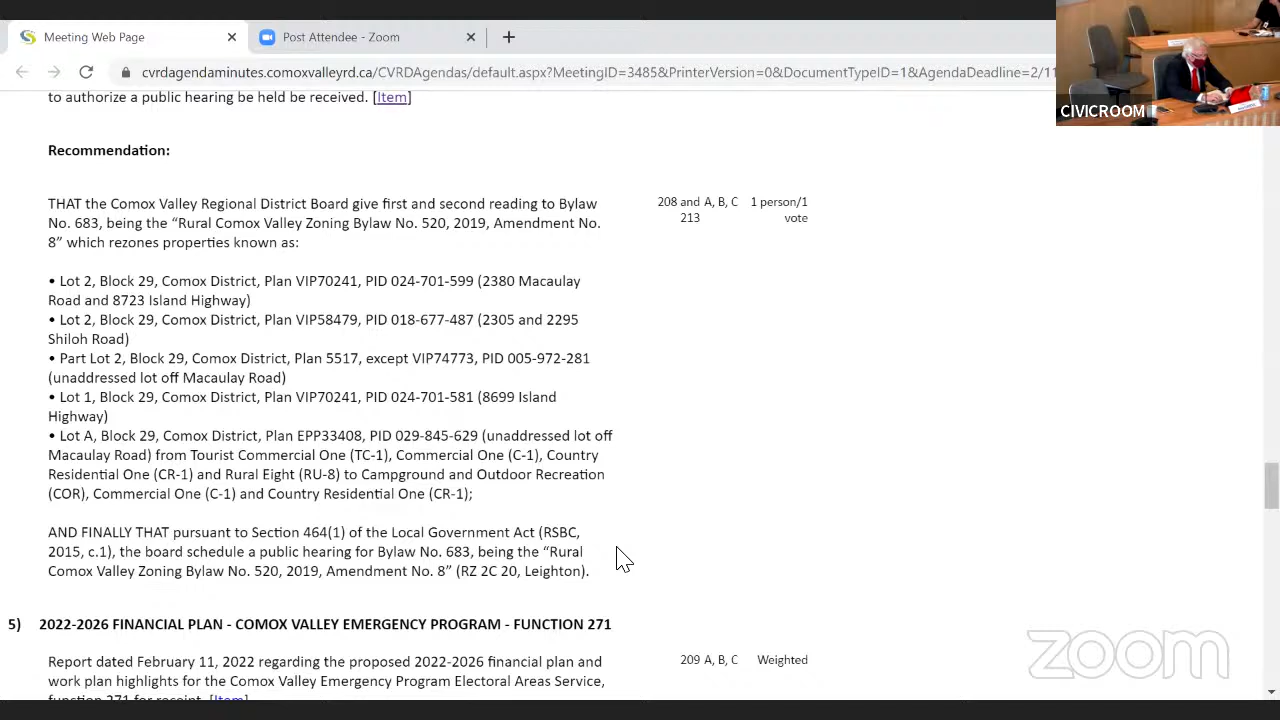 Meeting Web Page
Post Attendee - Zoom
cvrdagendaminutes.comoxvalleyrd.ca/CVRDAgendas/default.aspx?MeetingID=3485&PrinterVersion=0&DocumentTypeID=1&AgendaDeadline=2/11
CIVICROOM
to authorize a public hearing be held be received. [Item]
Recommendation:
THAT the Comox Valley Regional District Board give first and second reading to Bylaw
No. 683, being the “Rural Comox Valley Zoning Bylaw No. 520, 2019, Amendment No.
8” which rezones properties known as:
208 and A, B, C 1 person/1
213 vote
• Lot 2, Block 29, Comox District, Plan VIP70241, PID 024-701-599 (2380 Macaulay
Road and 8723 Island Highway)
• Lot 2, Block 29, Comox District, Plan VIP58479, PID 018-677-487 (2305 and 2295
Shiloh Road)
• Part Lot 2, Block 29, Comox District, Plan 5517, except VIP74773, PID 005-972-281
(unaddressed lot off Macaulay Road)
• Lot 1, Block 29, Comox District, Plan VIP70241, PID 024-701-581 (8699 Island
Highway)
• Lot A, Block 29, Comox District, Plan EPP33408, PID 029-845-629 (unaddressed lot off
Macaulay Road) from Tourist Commercial One (TC-1), Commercial One (C-1), Country
Residential One (CR-1) and Rural Eight (RU-8) to Campground and Outdoor Recreation
(COR), Commercial One (C-1) and Country Residential One (CR-1);
AND FINALLY THAT pursuant to Section 464(1) of the Local Government Act (RSBC,
2015, c.1), the board schedule a public hearing for Bylaw No. 683, being the “Rural
Comox Valley Zoning Bylaw No. 520, 2019, Amendment No. 8” (RZ 2C 20, Leighton).
5) 2022-2026 FINANCIAL PLAN - COMOX VALLEY EMERGENCY PROGRAM - FUNCTION 271
Report dated February 11, 2022 regarding the proposed 2022-2026 financial plan and
work plan highlights for the Comox Valley Emergency Program Electoral Areas Service,
function 271 for receipt. [Item]
209 A, B, C Weighted
zoom